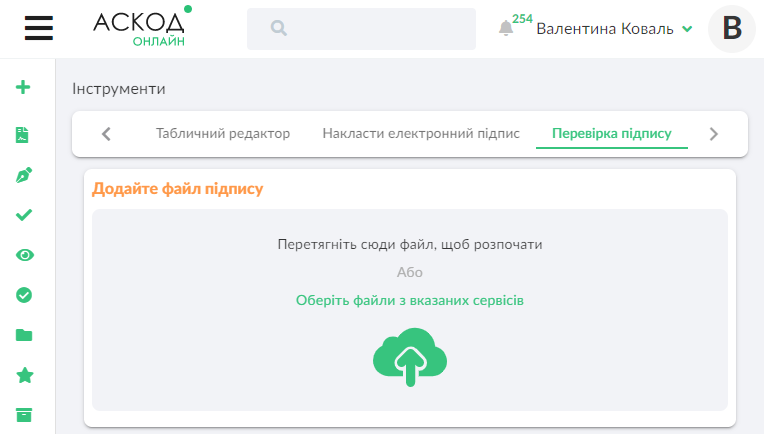 АСКОД
ОНЛАЙН
254
Валентина Коваль
В
Інструменти
Табличний редактор
Накласти електронний підпис
Перевірка підпису
Додайте файл підпису
Перетягніть сюди файл, щоб розпочати
Або
Оберіть файли з вказаних сервісів